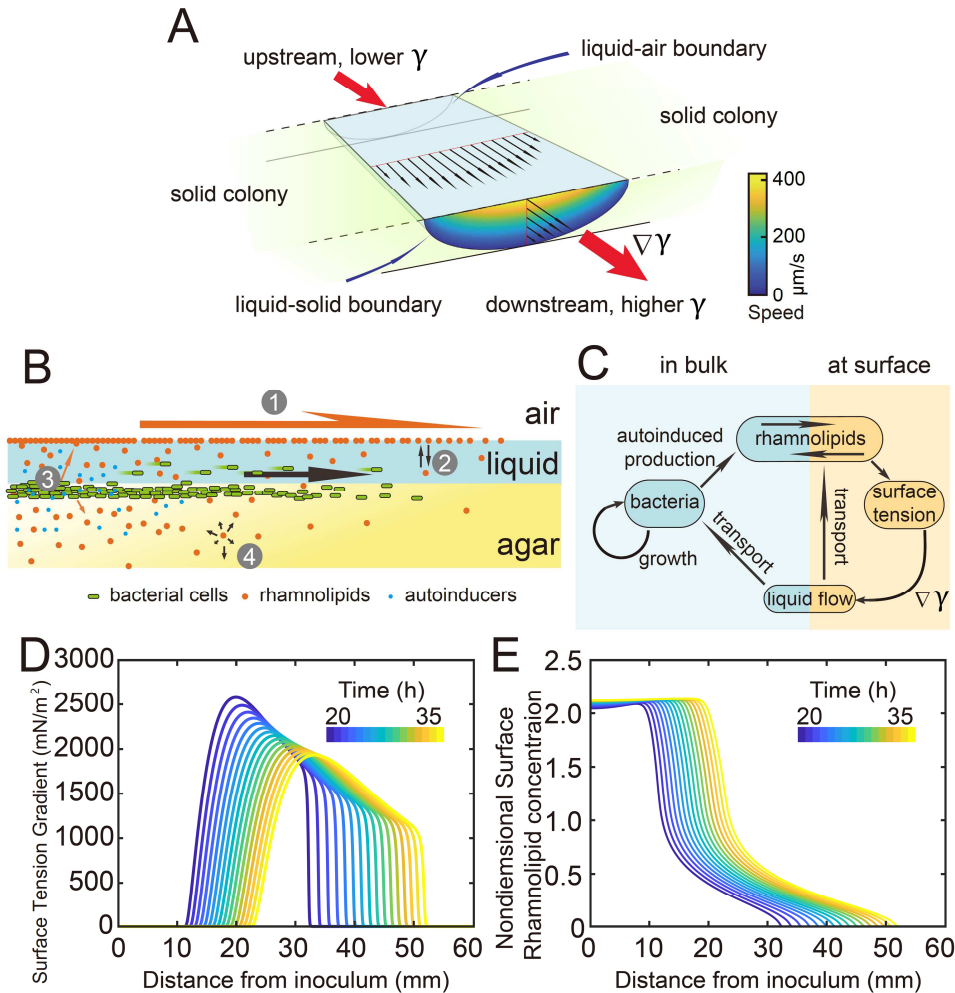 A
upstream, lower γ
liquid-air boundary
solid colony
solid colony
400
200
0
μm/s
Speed
∇γ
liquid-solid boundary
downstream, higher γ
B
1
air
2
liquid
3
4
agar
bacterial cells
rhamnolipids
autoinducers
C
in bulk
at surface
autoinduced
production
rhamnolipids
bacteria
surface
tension
transport
transport
growth
liquid flow
∇γ
D
Surface Tension Gradient (mN/m²)
3000
2500
2000
1500
1000
500
0
Time (h)
20
35
0
10
20
30
40
50
60
Distance from inoculum (mm)
E
Nondiemsional Surface
Rhamnolipid concentraion
2.5
2.0
1.5
1.0
0.5
0
Time (h)
20
35
0
10
20
30
40
50
60
Distance from inoculum (mm)